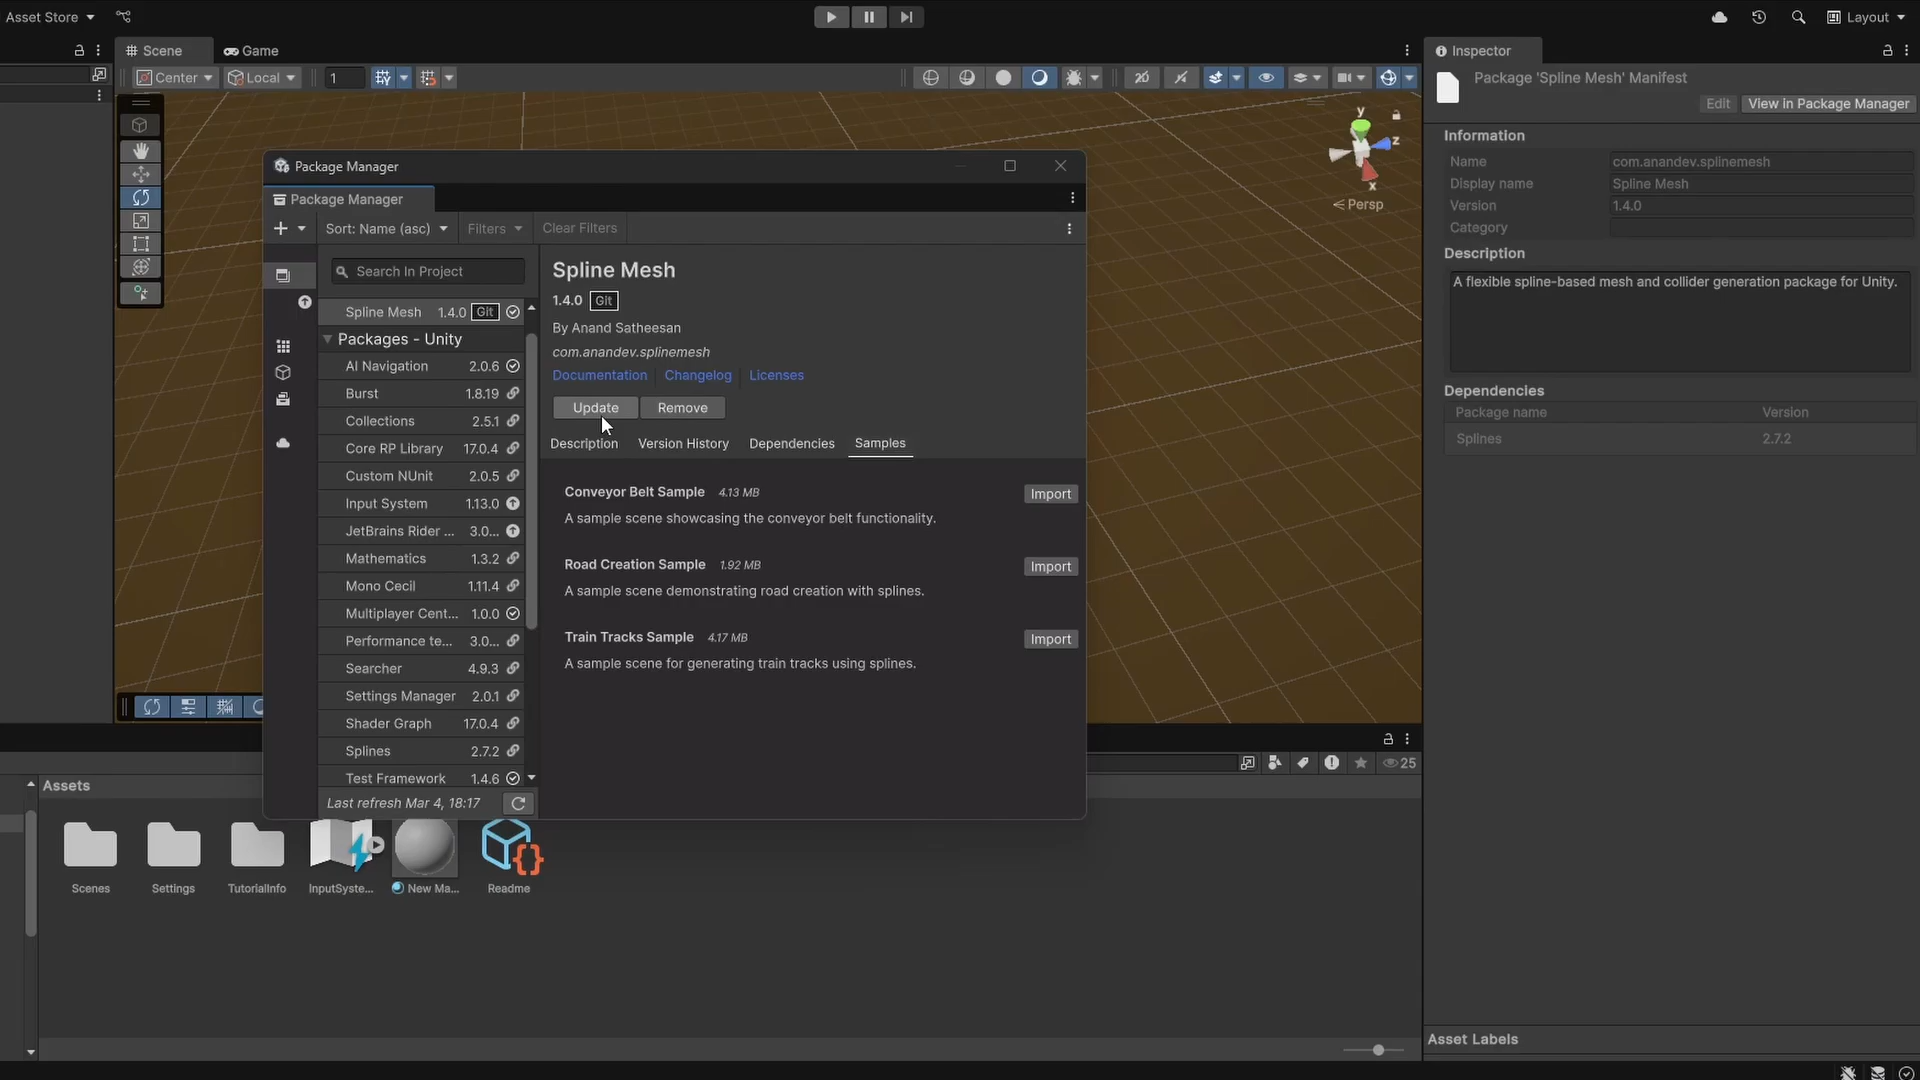 Asset Store
Layout
Scene
Game
Inspector
Center
Local
1
Package 'Spline Mesh' Manifest
Edit
View in Package Manager
Information
Name
com.anandev.splinemesh
Display name
Spline Mesh
Version
1.4.0
Category
Description
A flexible spline-based mesh and collider generation package for Unity.
Dependencies
Package name
Version
Splines
2.7.2
y
z
x
Persp
Package Manager
Package Manager
Sort: Name (asc)
Filters
Clear Filters
Search In Project
Spline Mesh 1.4.0 Git
Packages - Unity
AI Navigation 2.0.6
Burst 1.8.19
Collections 2.5.1
Core RP Library 17.0.4
Custom NUnit 2.0.5
Input System 1.13.0
JetBrains Rider ... 3.0...
Mathematics 1.3.2
Mono Cecil 1.11.4
Multiplayer Cent... 1.0.0
Performance te... 3.0...
Searcher 4.9.3
Settings Manager 2.0.1
Shader Graph 17.0.4
Splines 2.7.2
Test Framework 1.4.6
Last refresh Mar 4, 18:17
Spline Mesh
1.4.0 Git
By Anand Satheesan
com.anandev.splinemesh
Documentation
Changelog
Licenses
Update
Remove
Description
Version History
Dependencies
Samples
Conveyor Belt Sample 4.13 MB
Import
A sample scene showcasing the conveyor belt functionality.
Road Creation Sample 1.92 MB
Import
A sample scene demonstrating road creation with splines.
Train Tracks Sample 4.17 MB
Import
A sample scene for generating train tracks using splines.
25
Assets
Scenes
Settings
TutorialInfo
InputSyste...
New Ma...
Readme
Asset Labels